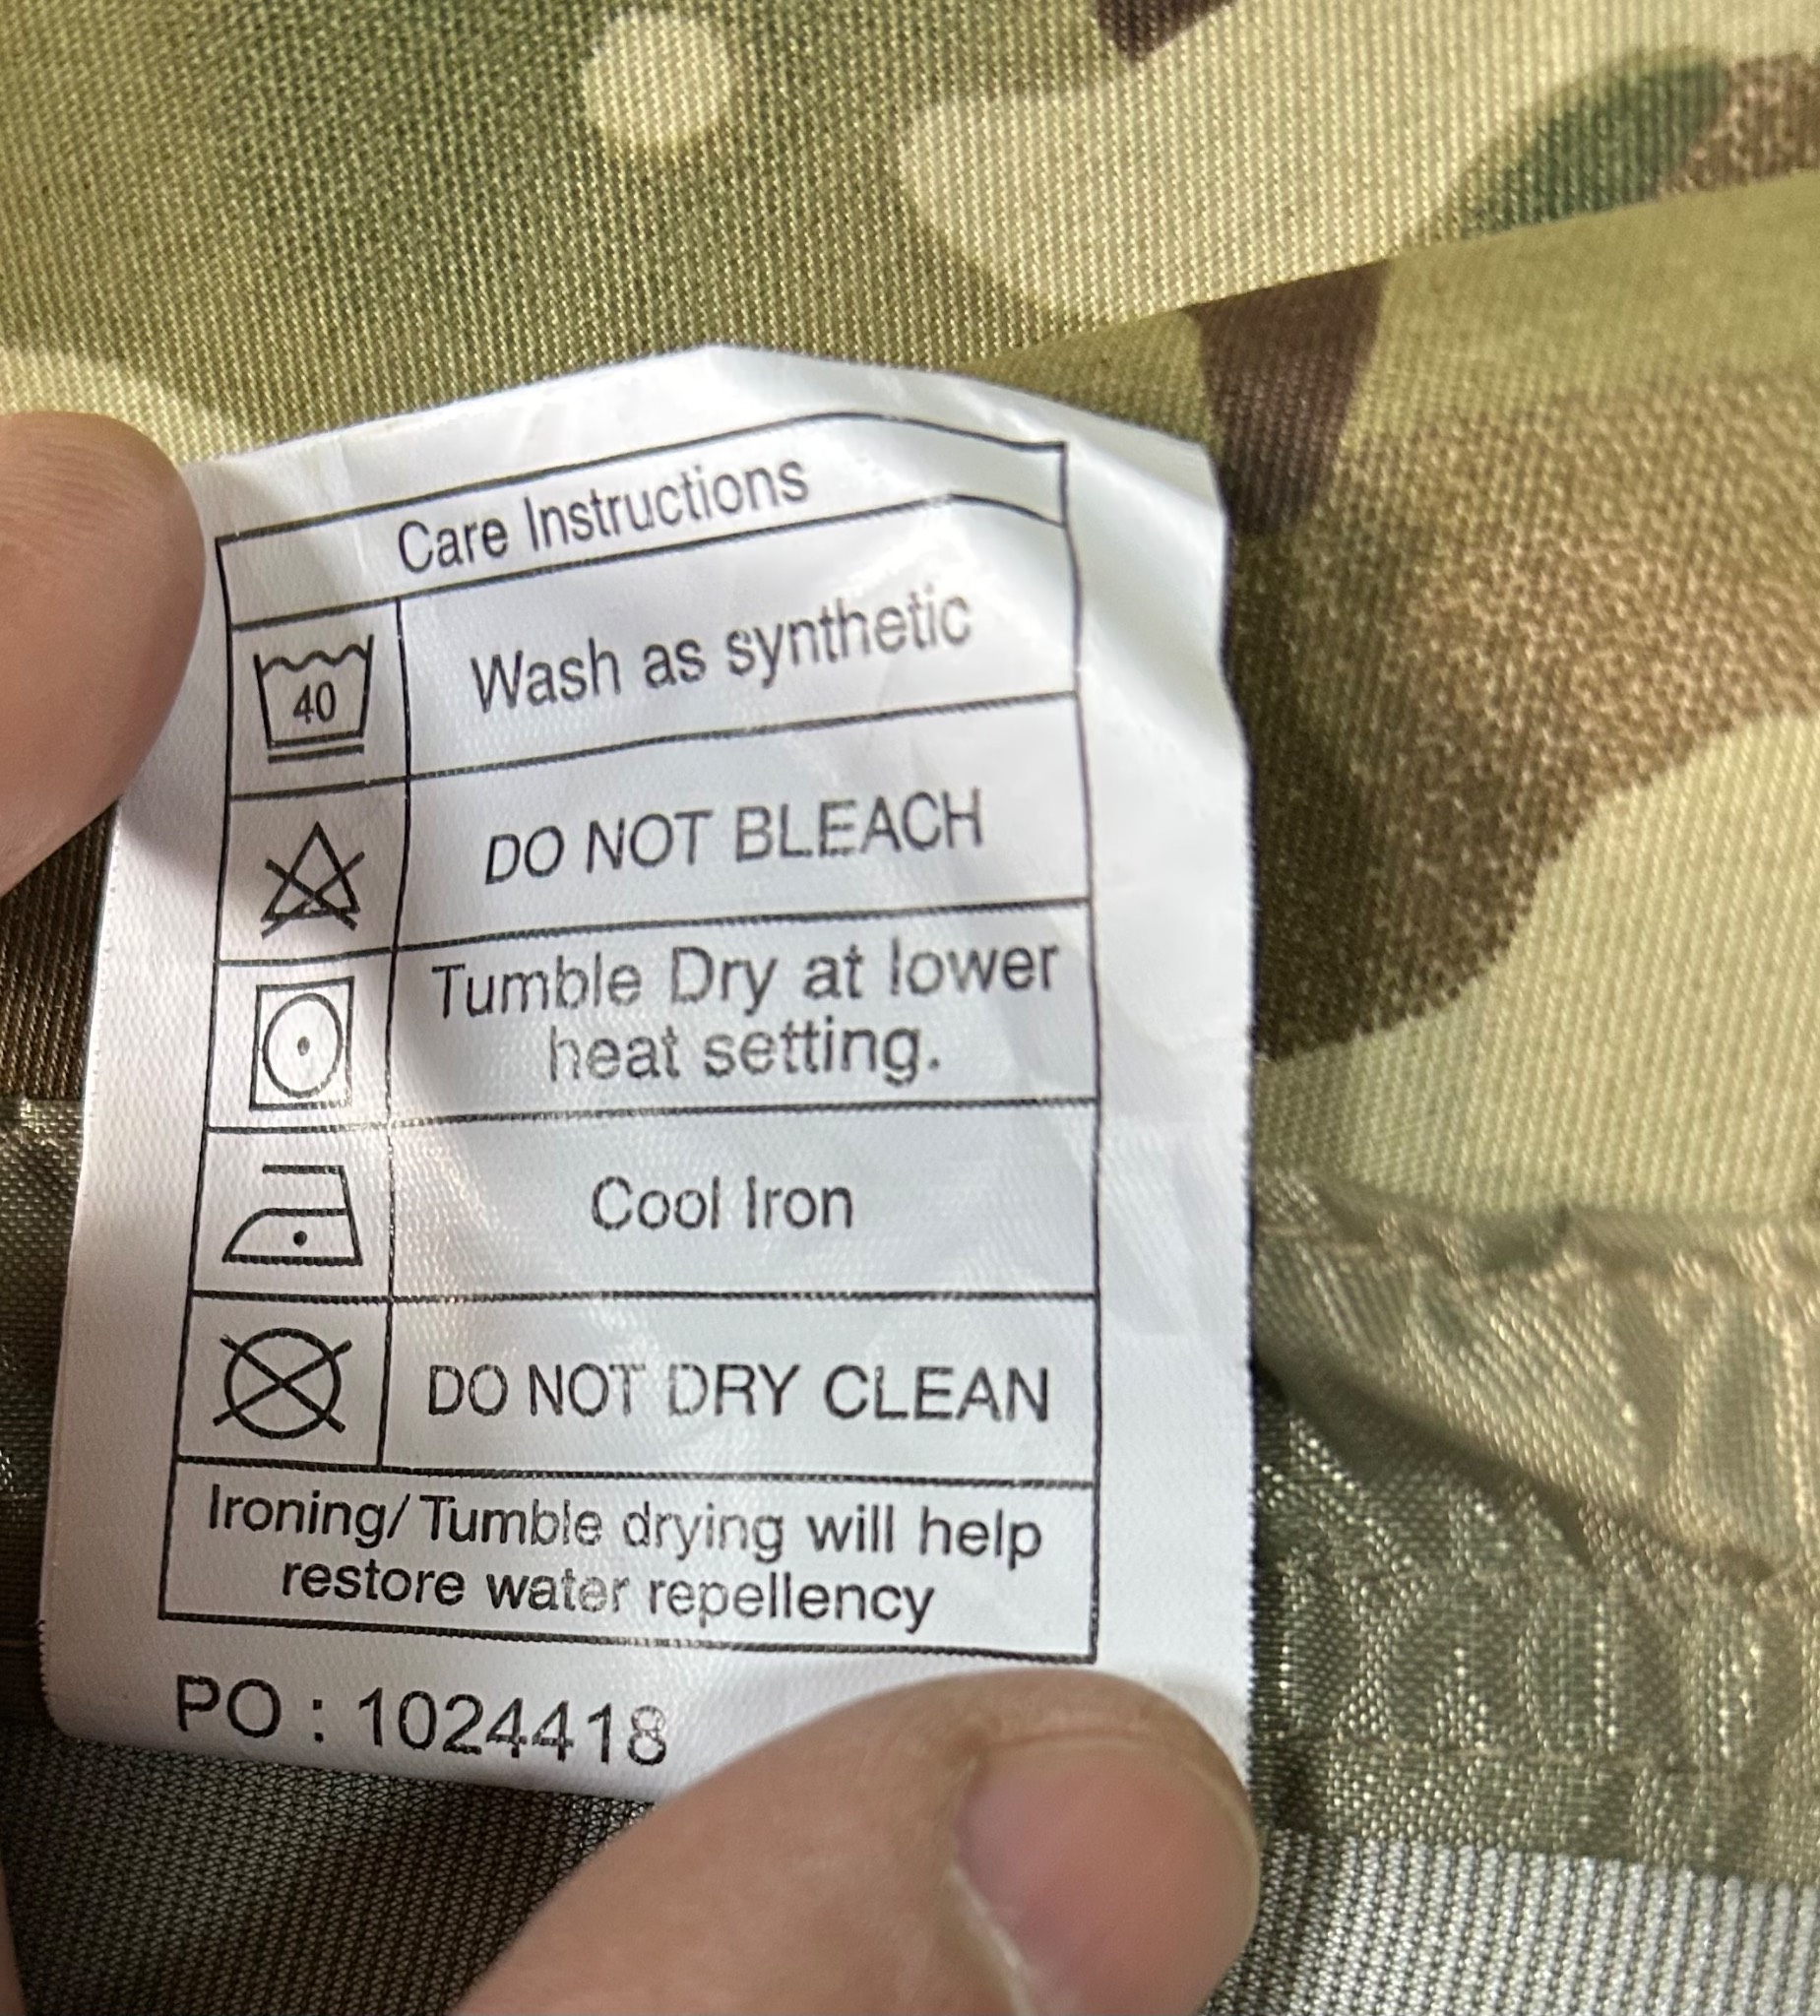 Care Instructions
40
Wash as synthetic
DO NOT BLEACH
Tumble Dry at lower
heat setting.
Cool Iron
DO NOT DRY CLEAN
Ironing/Tumble drying will help
restore water repellency
PO : 1024418